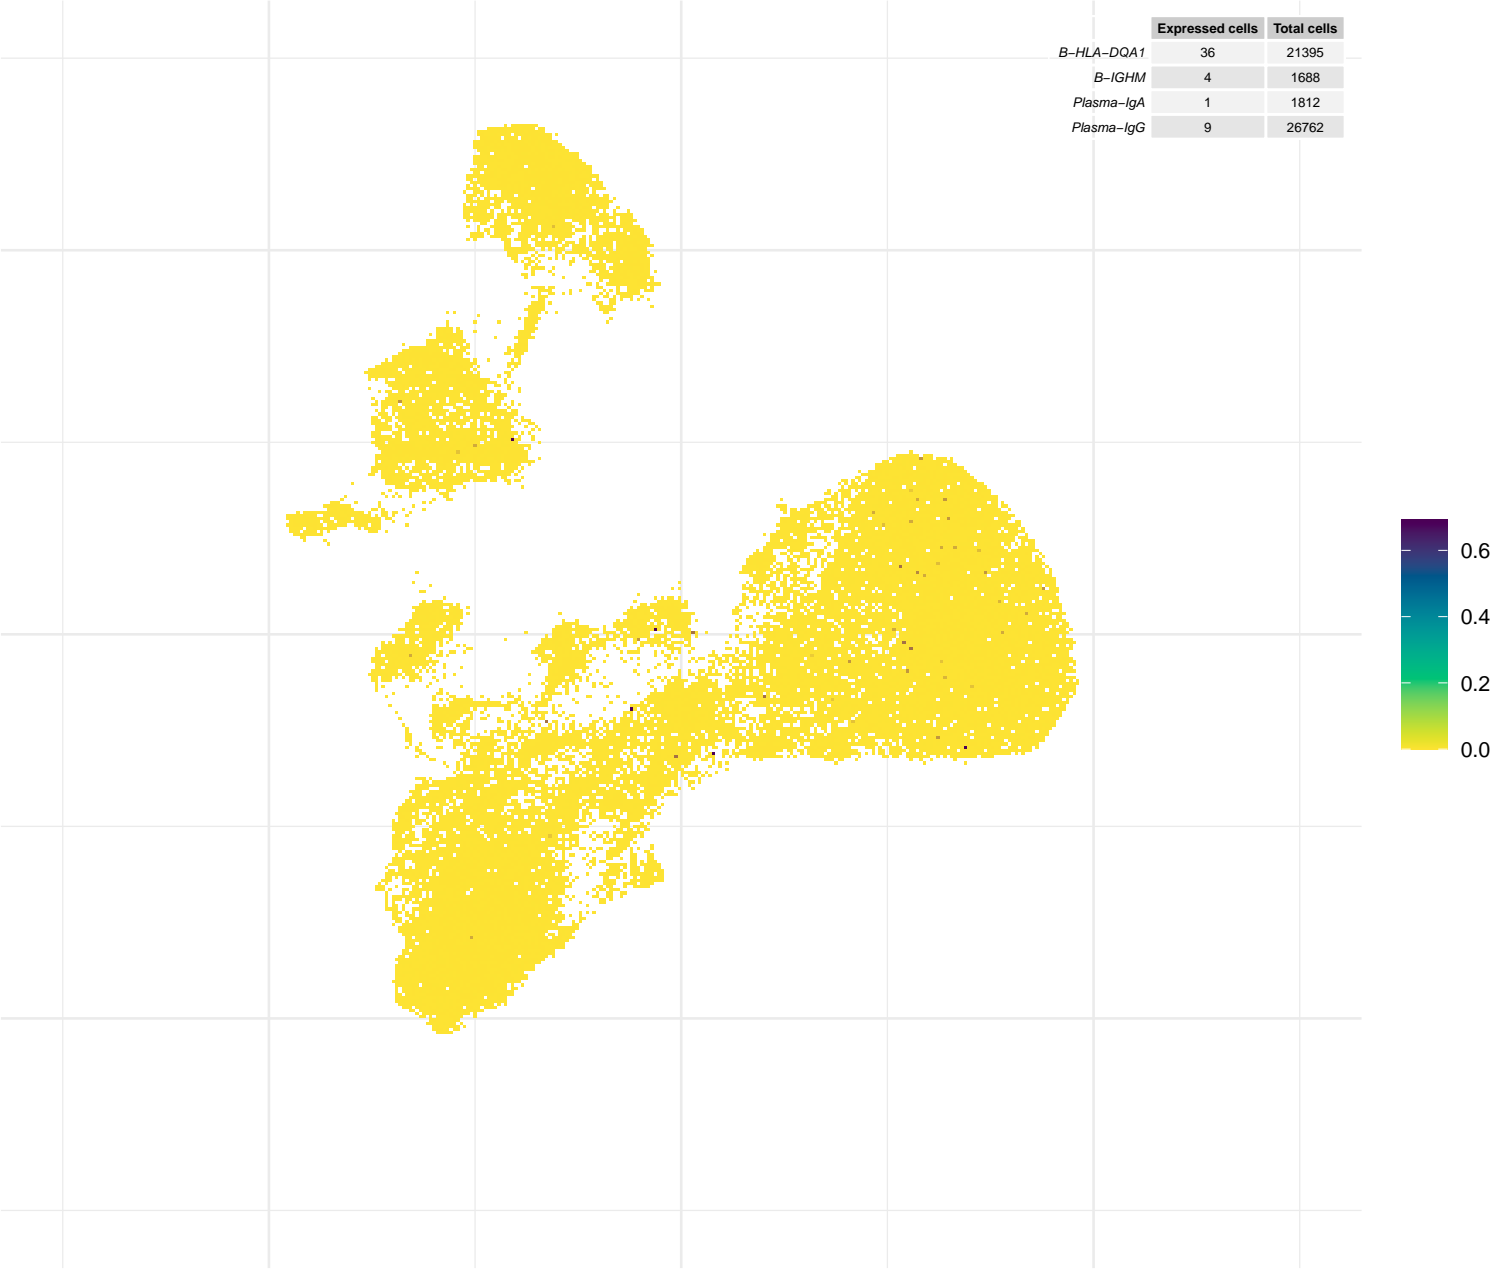 Expressed cells Total cells
B−HLA−DQA1 36 21395
B−IGHM 4 1688
Plasma−IgA 1 1812
Plasma−IgG 9 26762
0.6
0.4
0.2
0.0